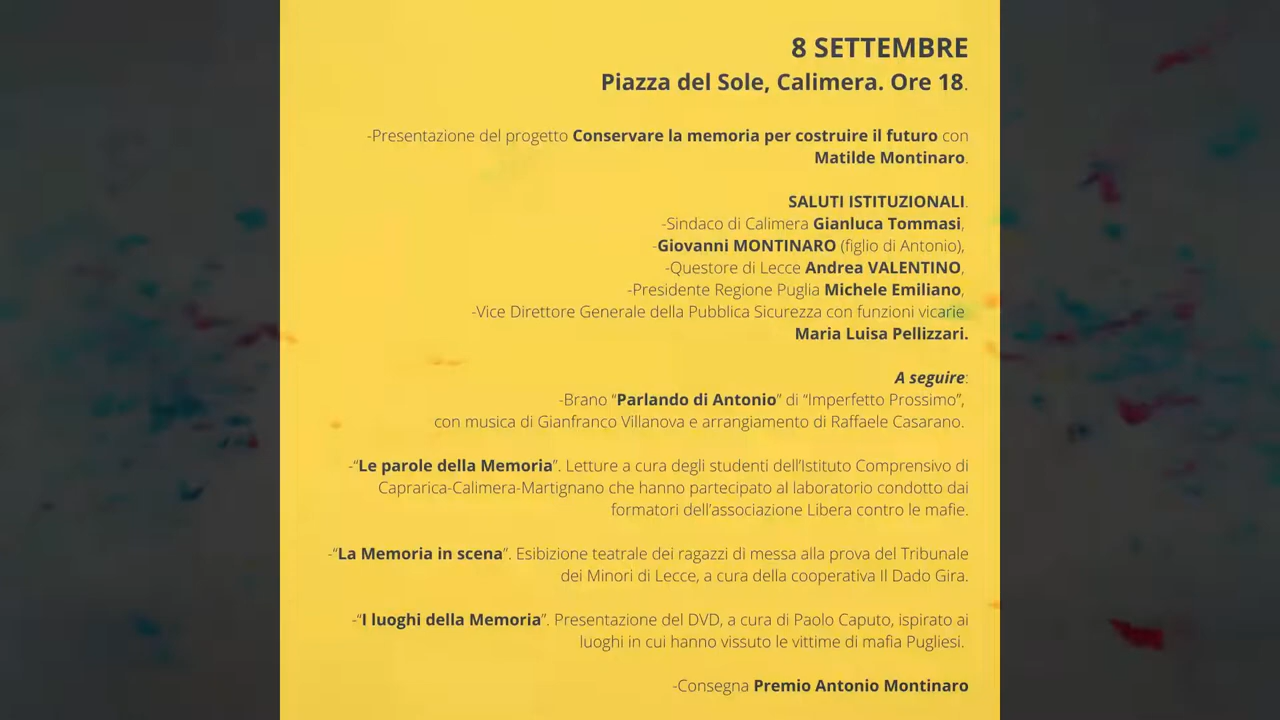 8 SETTEMBRE
Piazza del Sole, Calimera. Ore 18.
-Presentazione del progetto Conservare la memoria per costruire il futuro con
Matilde Montinaro.
SALUTI ISTITUZIONALI.
-Sindaco di Calimera Gianluca Tommasi,
-Giovanni MONTINARO (figlio di Antonio),
-Questore di Lecce Andrea VALENTINO,
-Presidente Regione Puglia Michele Emiliano,
-Vice Direttore Generale della Pubblica Sicurezza con funzioni vicarie
Maria Luisa Pellizzari.
A seguire:
-Brano “Parlando di Antonio” di “Imperfetto Prossimo”,
con musica di Gianfranco Villanova e arrangiamento di Raffaele Casarano.
-“Le parole della Memoria”. Letture a cura degli studenti dell’Istituto Comprensivo di
Caprarica-Calimera-Martignano che hanno partecipato al laboratorio condotto dai
formatori dell’associazione Libera contro le mafie.
-“La Memoria in scena”. Esibizione teatrale dei ragazzi di messa alla prova del Tribunale
dei Minori di Lecce, a cura della cooperativa Il Dado Gira.
-“I luoghi della Memoria”. Presentazione del DVD, a cura di Paolo Caputo, ispirato ai
luoghi in cui hanno vissuto le vittime di mafia Pugliesi.
-Consegna Premio Antonio Montinaro